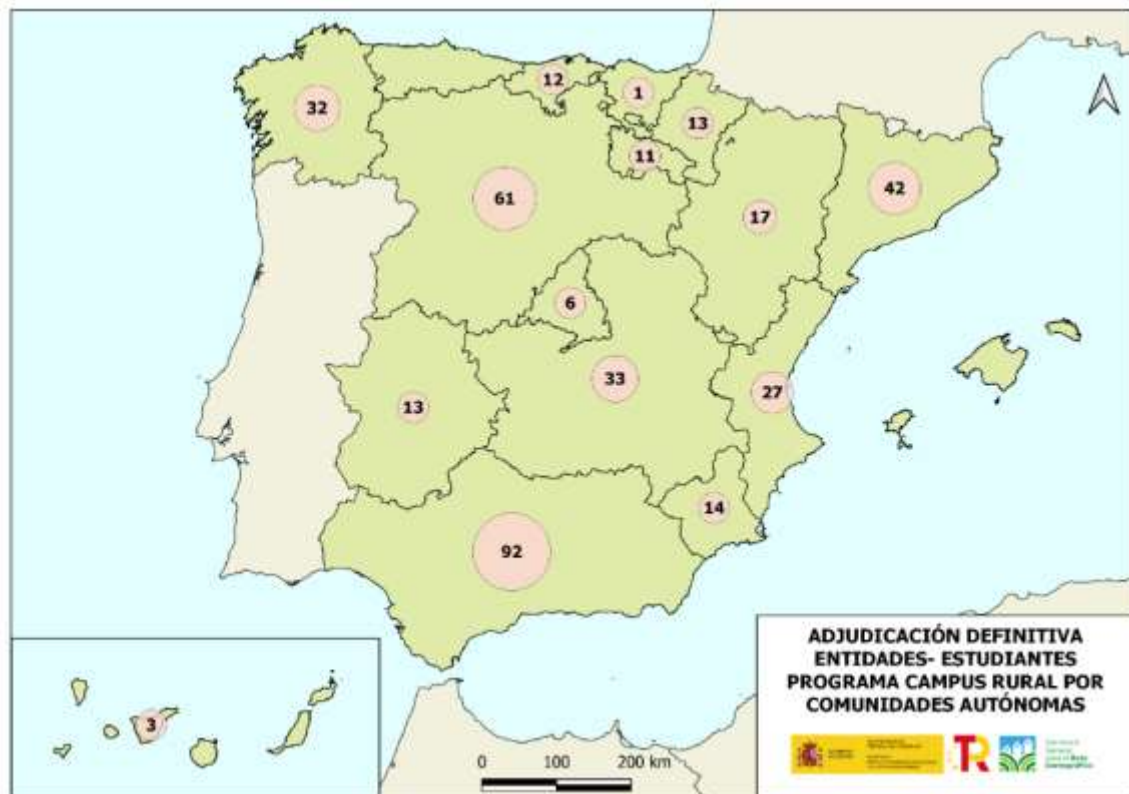 12
1
32
13
11
42
61
17
6
33
27
13
14
92
3
0 100 200 km
ADJUDICACIÓN DEFINITIVA
ENTIDADES- ESTUDIANTES
PROGRAMA CAMPUS RURAL POR
COMUNIDADES AUTÓNOMAS
TR